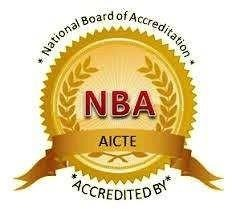 * National Board of Accreditation *
NBA
AICTE
*ACCREDITED BY*